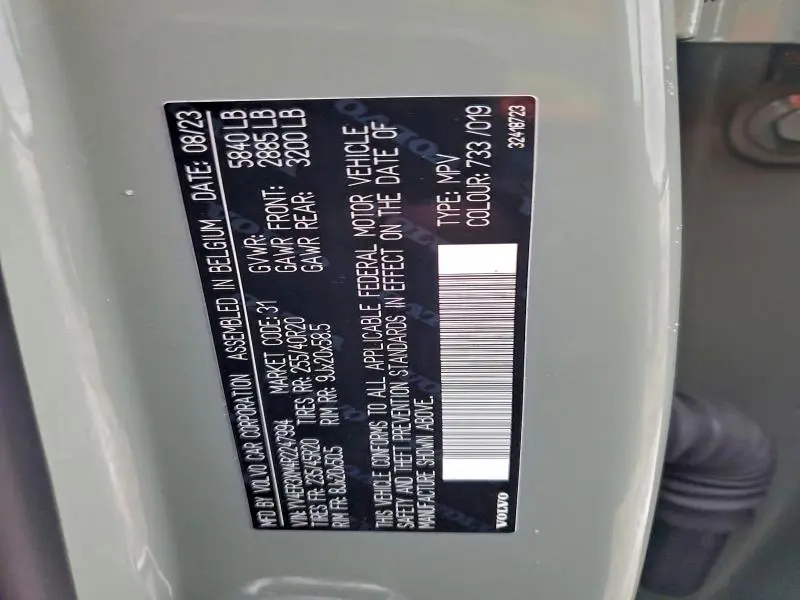 MFD BY VOLVO CAR CORPORATION ASSEMBLED IN BELGIUM DATE: 08/23
VIN: YV4ER3XM4R2247994 MARKET CODE: 31 GVWR: 5840 LB
TIRES FR: 235/45R20 TIRES RR: 255/40R20 GAWR FRONT: 2885 LB
RIM FR: 8Jx20x50.5 RIM RR: 9Jx20x58.5 GAWR REAR: 3200 LB
THIS VEHICLE CONFORMS TO ALL APPLICABLE FEDERAL MOTOR VEHICLE
SAFETY AND THEFT PREVENTION STANDARDS IN EFFECT ON THE DATE OF
MANUFACTURE SHOWN ABOVE.
TYPE: MPV
COLOUR: 733 /019
VOLVO 32418723